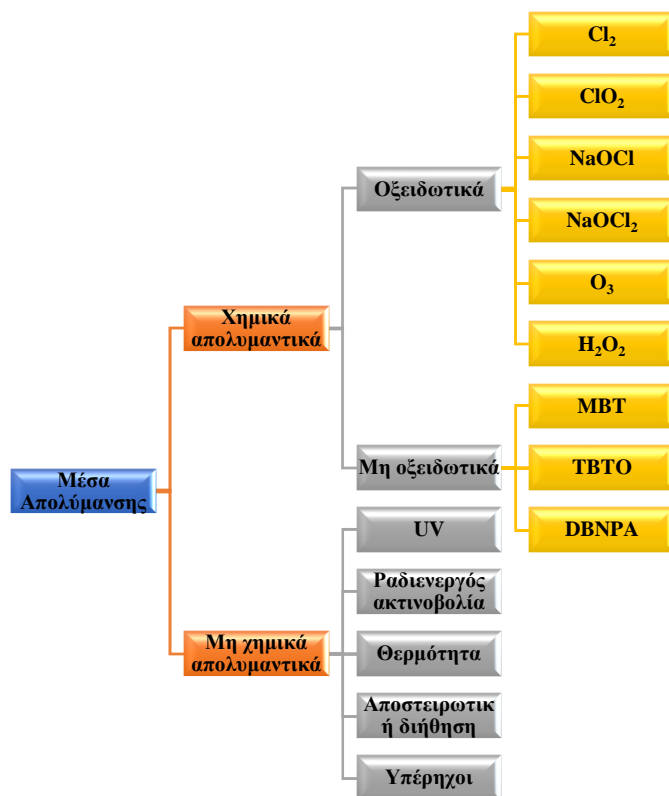 Cl₂
ClO₂
NaOCl
Οξειδωτικά
NaOCl₂
O₃
Χημικά
απολυμαντικά
H₂O₂
MBT
Μη οξειδωτικά
TBTO
Μέσα
Απολύμανσης
DBNPA
UV
Ραδιενεργός
ακτινοβολία
Μη χημικά
απολυμαντικά
Θερμότητα
Αποστειρωτικ
ή διήθηση
Υπέρηχοι